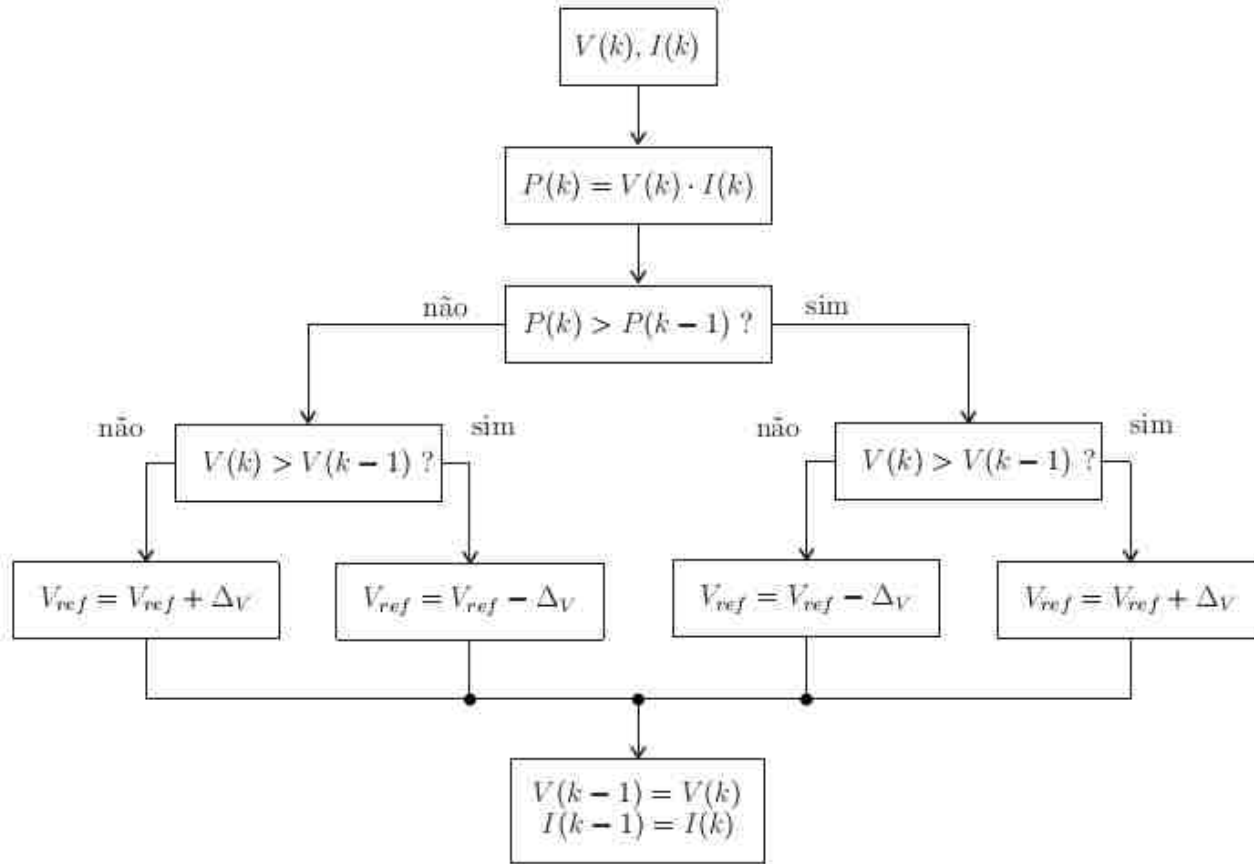 V(k), I(k)
P(k) = V(k) · I(k)
não
P(k) > P(k − 1) ?
sim
não
V(k) > V(k − 1) ?
sim
não
V(k) > V(k − 1) ?
sim
V_ref = V_ref + Δ_V
V_ref = V_ref − Δ_V
V_ref = V_ref − Δ_V
V_ref = V_ref + Δ_V
V(k − 1) = V(k)
I(k − 1) = I(k)